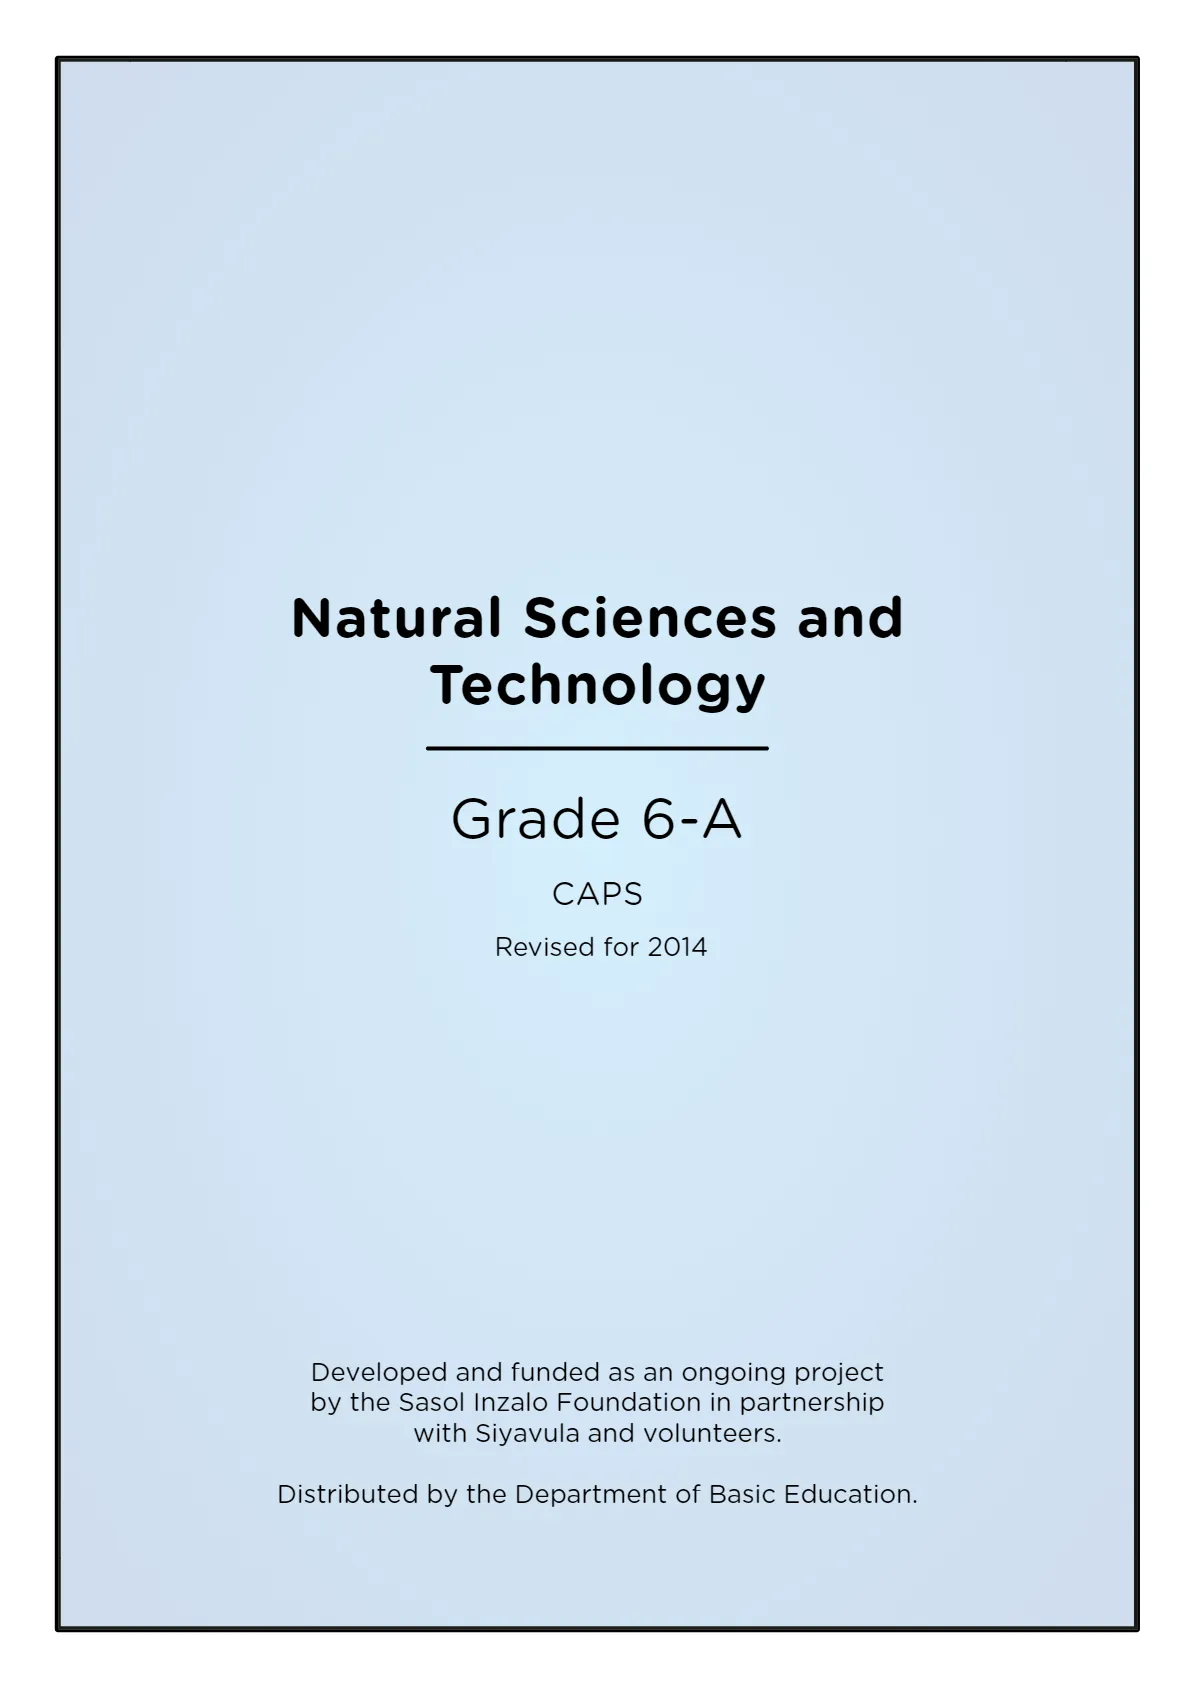 Natural Sciences and
Technology
Grade 6-A
CAPS
Revised for 2014
Developed and funded as an ongoing project
by the Sasol Inzalo Foundation in partnership
with Siyavula and volunteers.
Distributed by the Department of Basic Education.